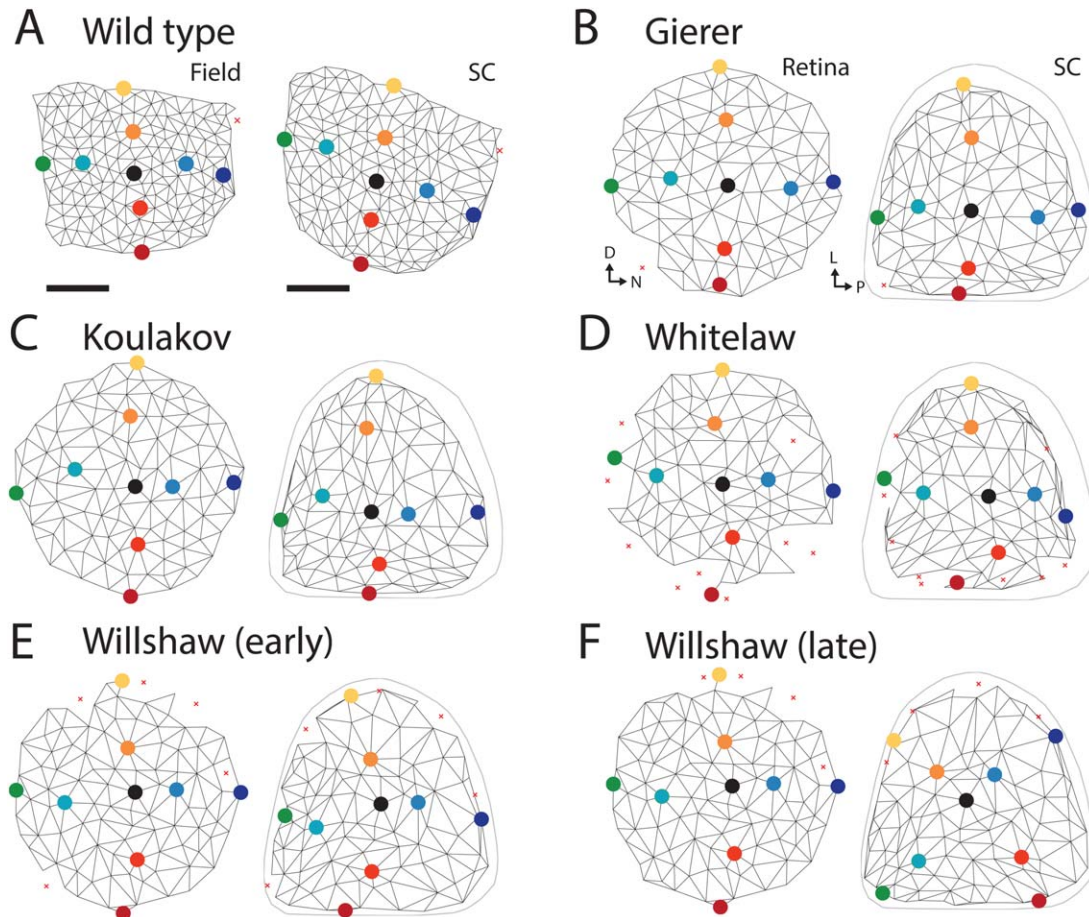 A Wild type
Field
SC
B Gierer
Retina
SC
D
N
L
P
C Koulakov
D Whitelaw
E Willshaw (early)
F Willshaw (late)